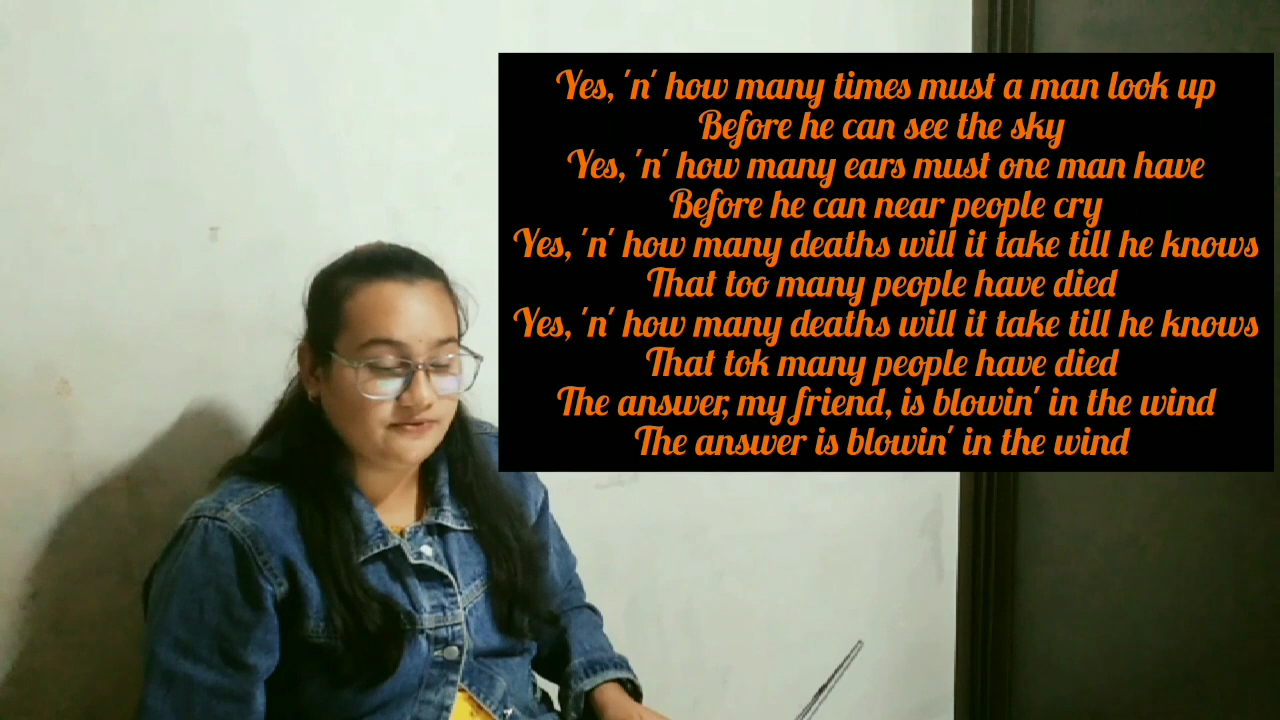 Yes, 'n' how many times must a man look up
Before he can see the sky
Yes, 'n' how many ears must one man have
Before he can near people cry
Yes, 'n' how many deaths will it take till he knows
That too many people have died
Yes, 'n' how many deaths will it take till he knows
That tok many people have died
The answer, my friend, is blowin' in the wind
The answer is blowin' in the wind